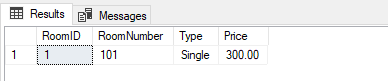 Results Messages
RoomID RoomNumber Type Price
1 1 101 Single 300.00